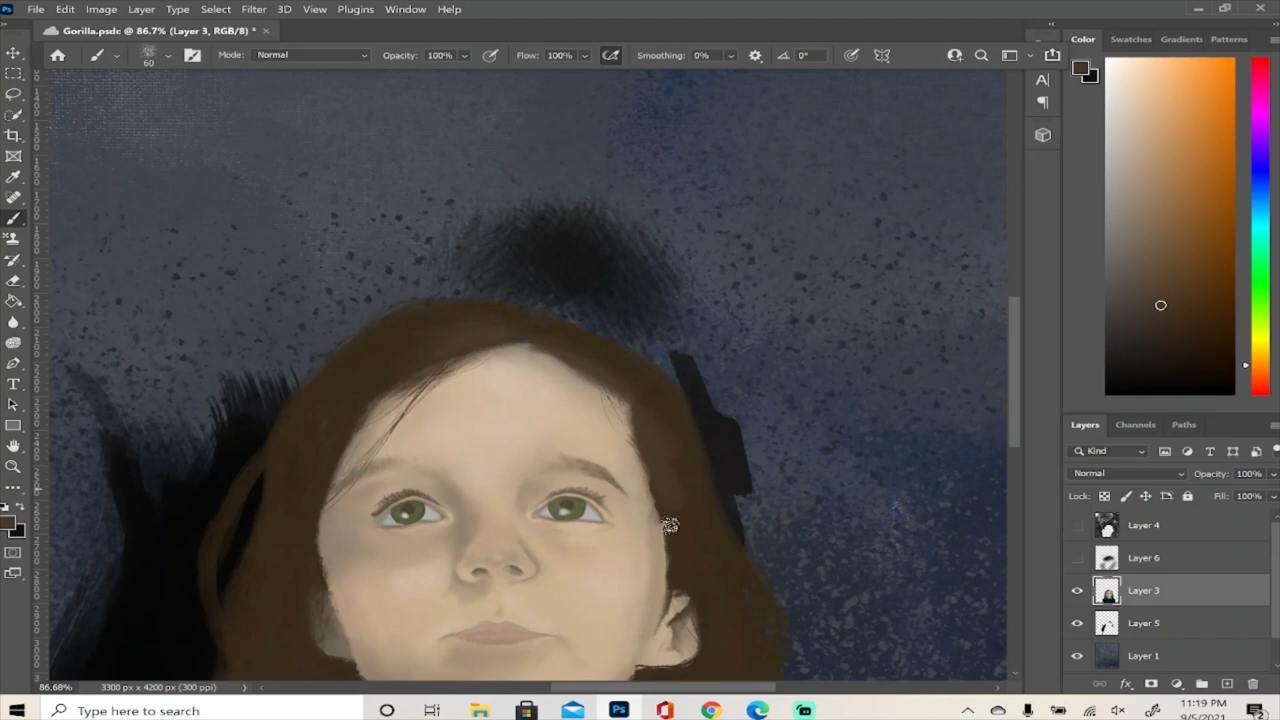 Ps File Edit Image Layer Type Select Filter 3D View Plugins Window Help
Gorilla.psdc @ 86.7% (Layer 3, RGB/8) * ×
60 Mode: Normal Opacity: 100% Flow: 100% Smoothing: 0% 0°
Color Swatches Gradients Patterns
Layers Channels Paths
Kind
Normal Opacity: 100%
Lock: Fill: 100%
Layer 4
Layer 6
Layer 3
Layer 5
Layer 1
86.68% 3300 px x 4200 px (300 ppi)
Type here to search
11:19 PM
9/5/2021